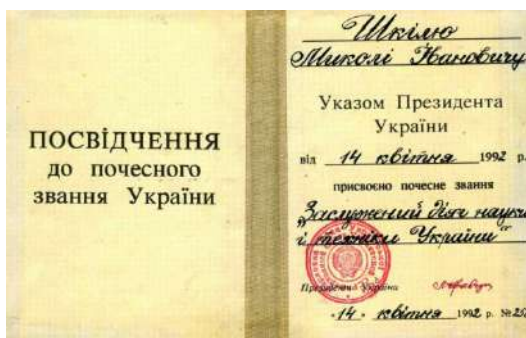 ПОСВІДЧЕННЯ
до почесного
звання України
Шкілю
Миколі Івановичу
Указом Президента
України
від 14 квітня 1992 р.
присвоєно почесне звання
„Заслужений діяч науки
і техніки України"
Президент України
"14" квітня 1992 р. №